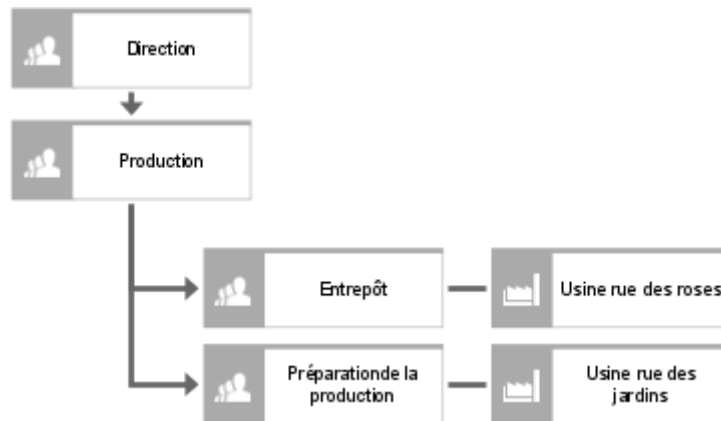 Direction
Production
Entrepôt
Usine rue des roses
Préparationde la
production
Usine rue des
jardins